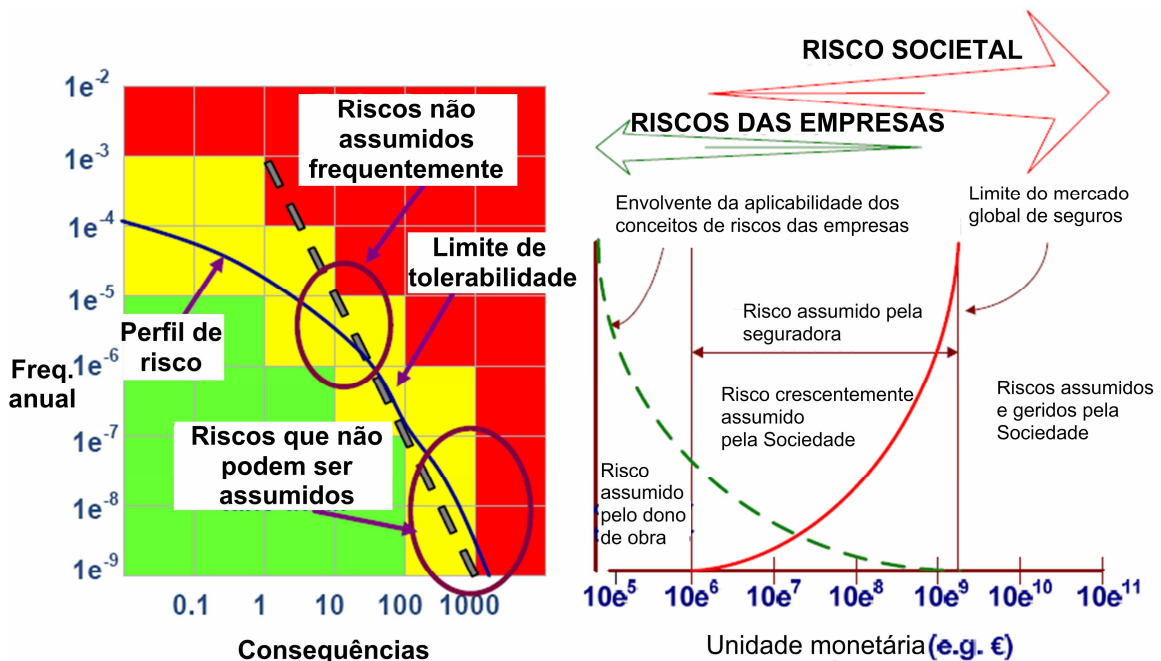 1e-2
Riscos não
assumidos
frequentemente
1e-3
1e-4
Limite de
tolerabilidade
1e-5
Perfil de
risco
1e-6
Freq.
anual
1e-7
Riscos que não
podem ser
assumidos
1e-8
1e-9
0.1 1 10 100 1000
Consequências
RISCO SOCIETAL
RISCOS DAS EMPRESAS
Envolvente da aplicabilidade dos
conceitos de riscos das empresas
Limite do mercado
global de seguros
Risco assumido pela
seguradora
Risco crescentemente
assumido
pela Sociedade
Riscos assumidos
e geridos pela
Sociedade
Risco
assumido
pelo dono
de obra
10e5 10e6 10e7 10e8 10e9 10e10 10e11
Unidade monetária (e.g. €)